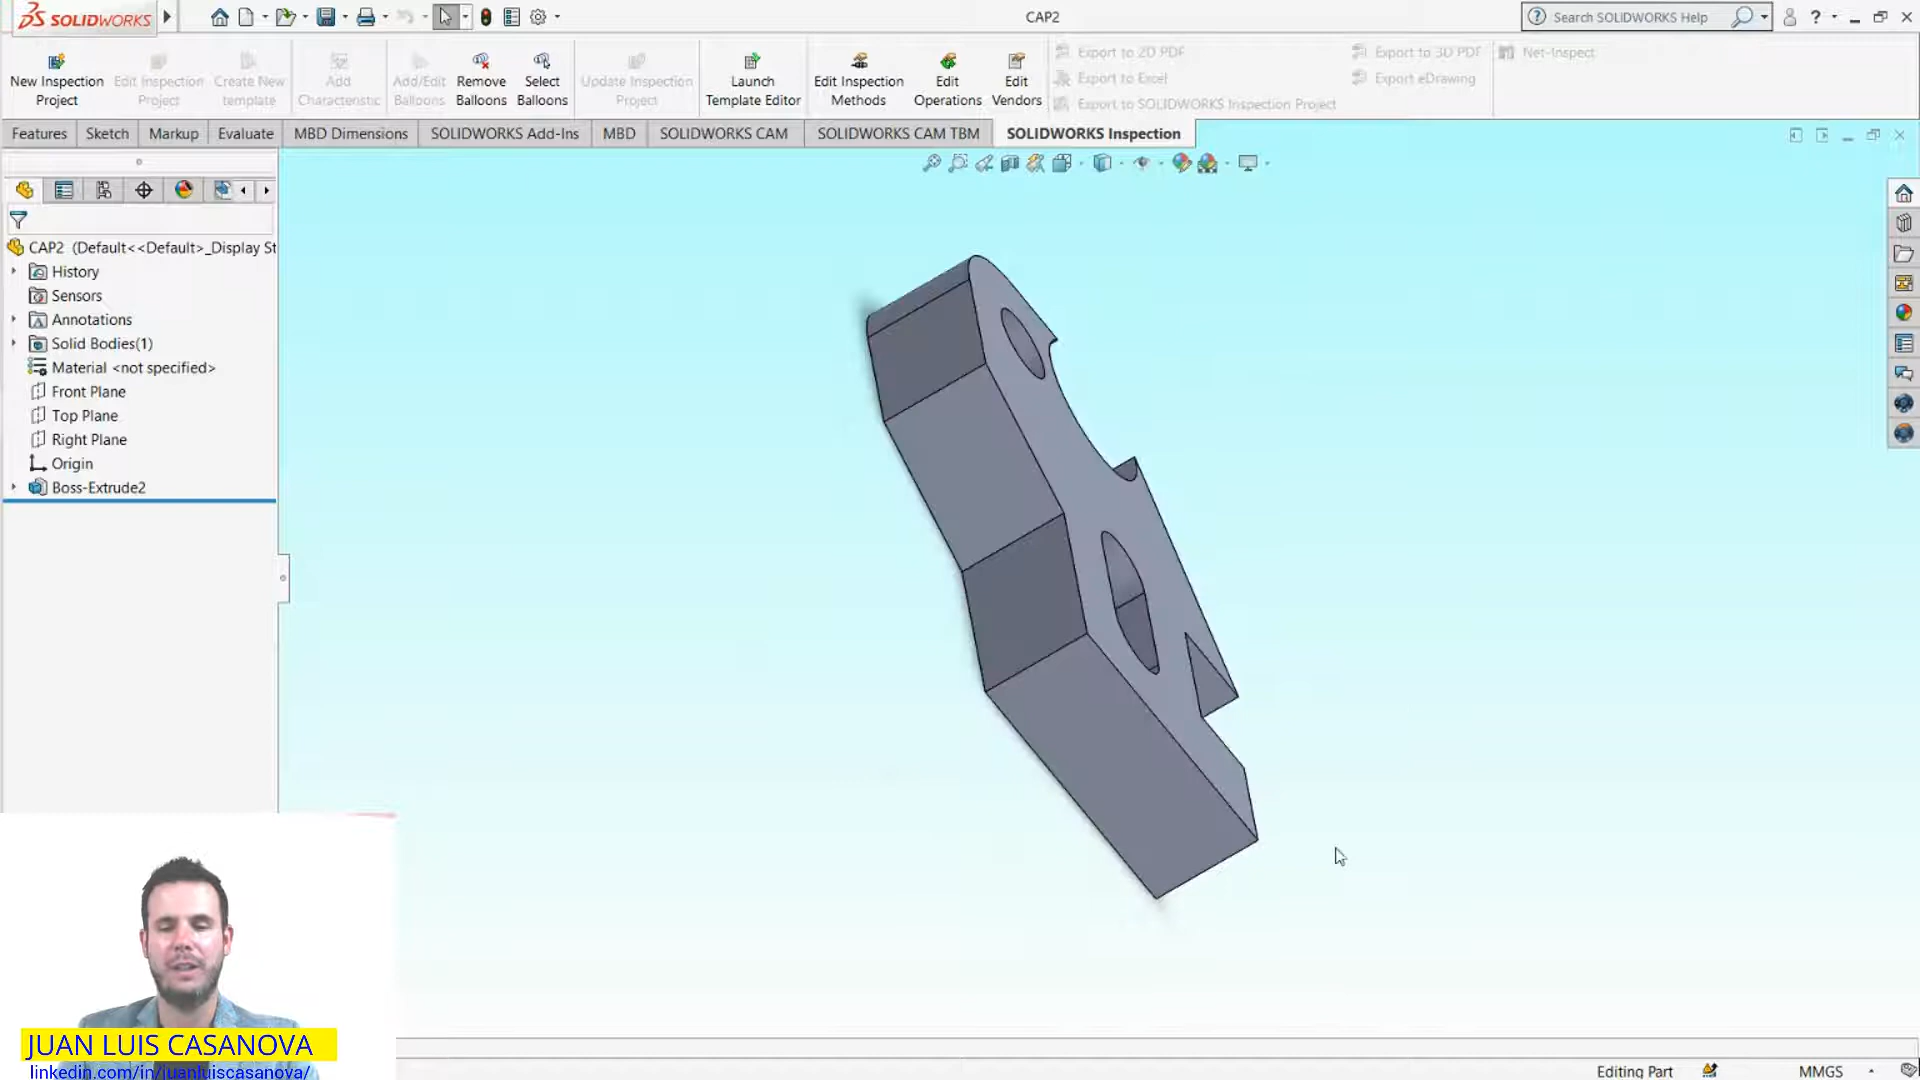 SOLIDWORKS
CAP2
Search SOLIDWORKS Help
New Inspection Project
Edit Inspection Project
Create New template
Add Characteristic
Add/Edit Balloons
Remove Balloons
Select Balloons
Update Inspection Project
Launch Template Editor
Edit Inspection Methods
Edit Operations
Edit Vendors
Export to 2D PDF
Export to Excel
Export to SOLIDWORKS Inspection Project
Export to 3D PDF
Export eDrawing
Net-Inspect
Features
Sketch
Markup
Evaluate
MBD Dimensions
SOLIDWORKS Add-Ins
MBD
SOLIDWORKS CAM
SOLIDWORKS CAM TBM
SOLIDWORKS Inspection
CAP2 (Default<<Default>_Display St
History
Sensors
Annotations
Solid Bodies(1)
Material <not specified>
Front Plane
Top Plane
Right Plane
Origin
Boss-Extrude2
JUAN LUIS CASANOVA
linkedin.com/in/juanluiscasanova/
Editing Part
MMGS